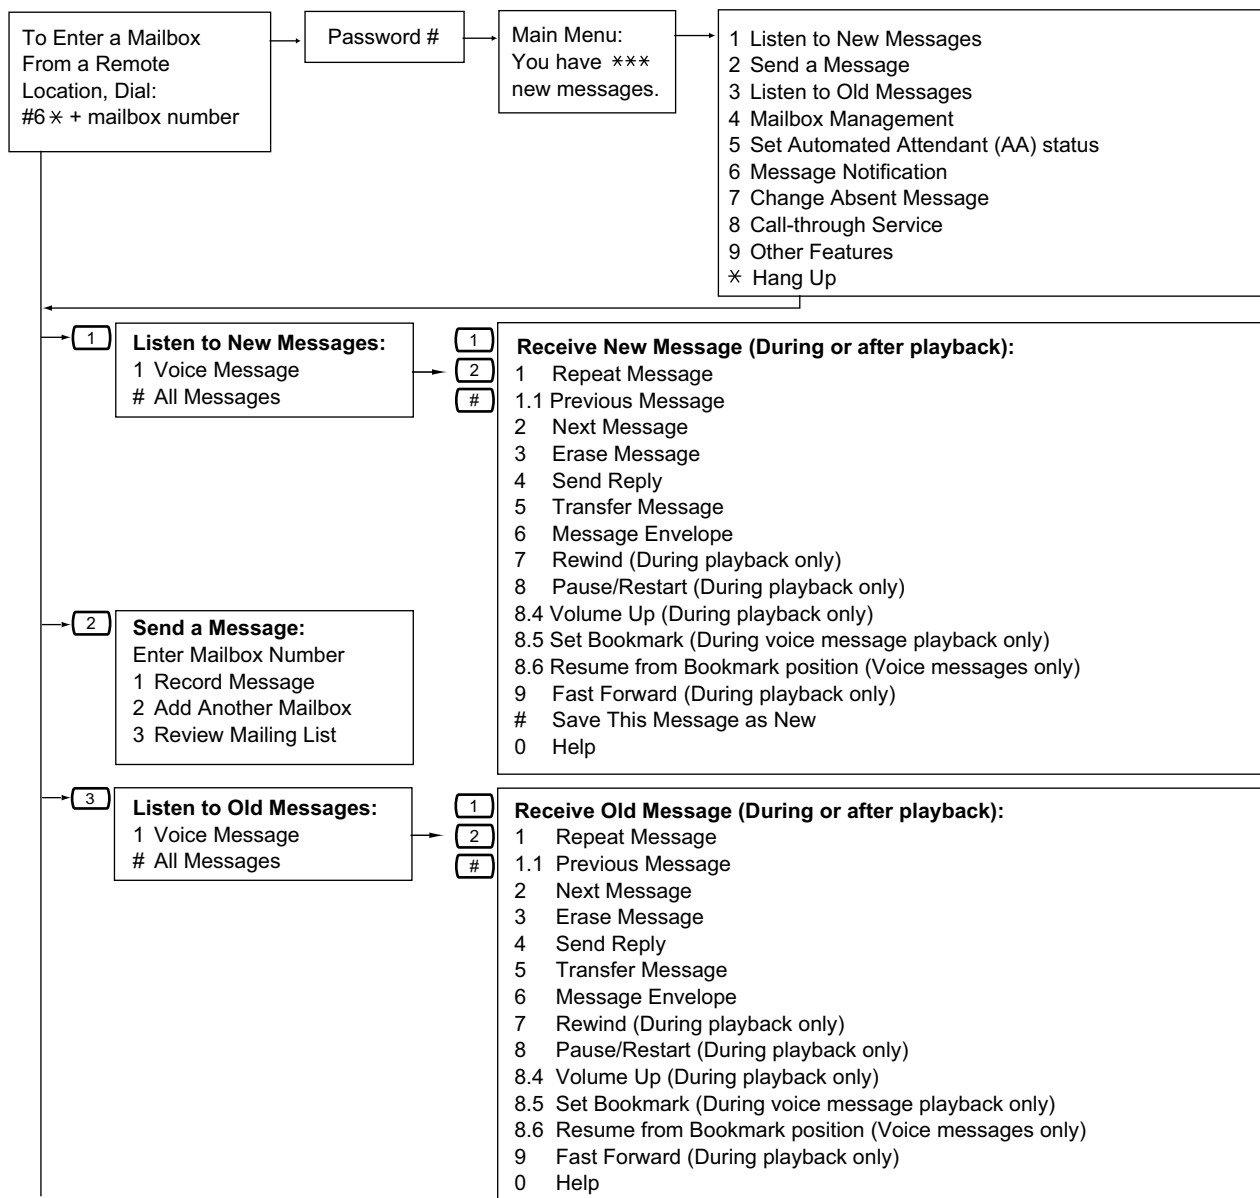 To Enter a Mailbox
From a Remote
Location, Dial:
#6 * + mailbox number
Password #
Main Menu:
You have ***
new messages.
1 Listen to New Messages
2 Send a Message
3 Listen to Old Messages
4 Mailbox Management
5 Set Automated Attendant (AA) status
6 Message Notification
7 Change Absent Message
8 Call-through Service
9 Other Features
* Hang Up
1
Listen to New Messages:
1 Voice Message
# All Messages
1
2
#
Receive New Message (During or after playback):
1 Repeat Message
1.1 Previous Message
2 Next Message
3 Erase Message
4 Send Reply
5 Transfer Message
6 Message Envelope
7 Rewind (During playback only)
8 Pause/Restart (During playback only)
8.4 Volume Up (During playback only)
8.5 Set Bookmark (During voice message playback only)
8.6 Resume from Bookmark position (Voice messages only)
9 Fast Forward (During playback only)
# Save This Message as New
0 Help
2
Send a Message:
Enter Mailbox Number
1 Record Message
2 Add Another Mailbox
3 Review Mailing List
3
Listen to Old Messages:
1 Voice Message
# All Messages
1
2
#
Receive Old Message (During or after playback):
1 Repeat Message
1.1 Previous Message
2 Next Message
3 Erase Message
4 Send Reply
5 Transfer Message
6 Message Envelope
7 Rewind (During playback only)
8 Pause/Restart (During playback only)
8.4 Volume Up (During playback only)
8.5 Set Bookmark (During voice message playback only)
8.6 Resume from Bookmark position (Voice messages only)
9 Fast Forward (During playback only)
0 Help